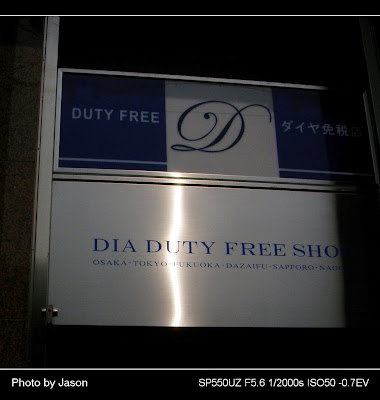 DUTY FREE
D
ダイヤ免税店
DIA DUTY FREE SHO
OSAKA・TOKYO・FUKUOKA・DAZAIFU・SAPPORO・NAG
Photo by Jason
SP550UZ F5.6 1/2000s ISO50 -0.7EV